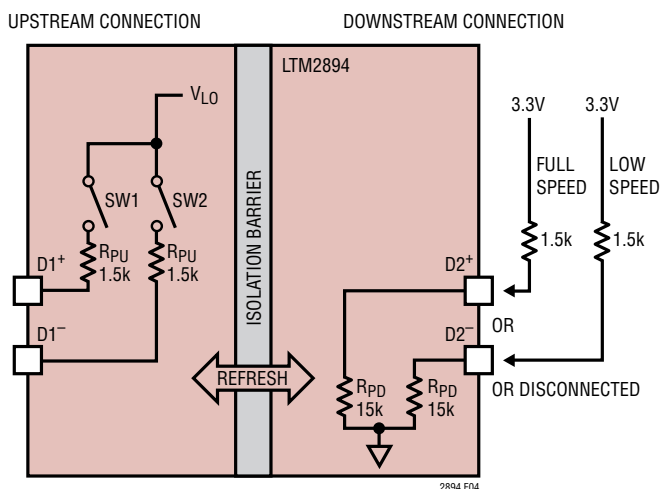 UPSTREAM CONNECTION
DOWNSTREAM CONNECTION
LTM2894
VLO
3.3V
3.3V
SW1
SW2
ISOLATION BARRIER
FULL
SPEED
LOW
SPEED
RPU
1.5k
RPU
1.5k
1.5k
1.5k
D1+
D1−
D2+
D2−
OR
REFRESH
RPD
15k
RPD
15k
OR DISCONNECTED
2894 F04